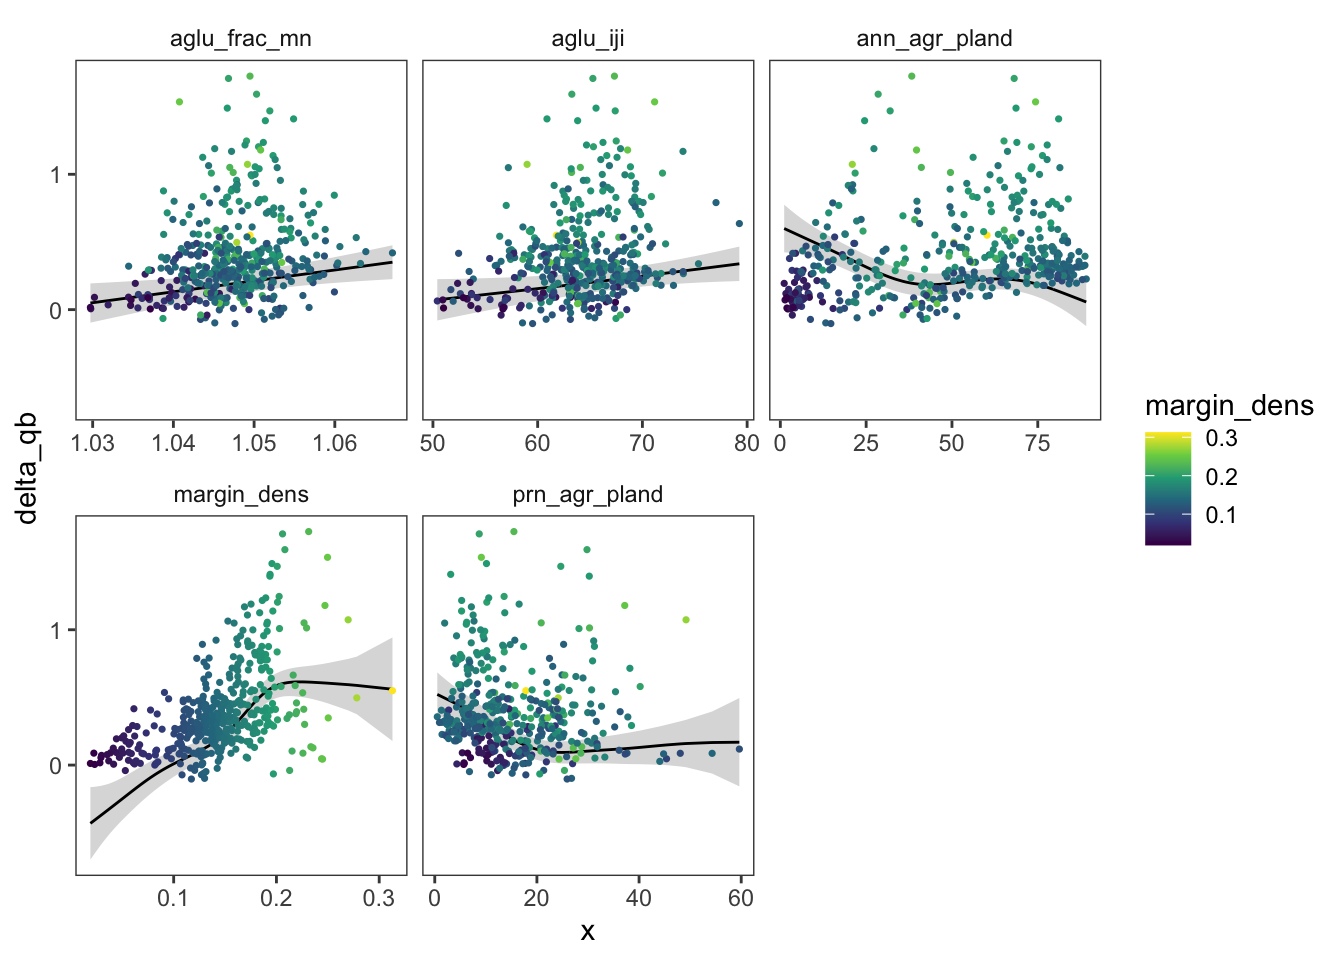 aglu_frac_mn
aglu_iji
ann_agr_pland
1
0
1.03 1.04 1.05 1.06
50 60 70 80
0 25 50 75
margin_dens
0.3
0.2
0.1
delta_qb
margin_dens
prn_agr_pland
1
0
0.1 0.2 0.3
0 20 40 60
x